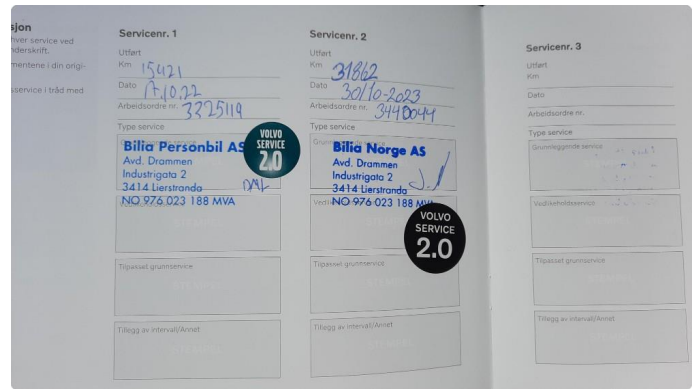 sjon
hver service ved
nderskrift.
mentene i din origi-
service i tråd med
Servicenr. 1
Utført
Km 15421
Dato 17.10.22
Arbeidsordre nr. 3325119
Type service
Bilia Personbil AS
Avd. Drammen
Industrigata 2
3414 Lierstranda
NO 976 023 188 MVA
VOLVO
SERVICE
2.0
Tilpasset grunnservice
Tillegg av intervall/Annet
Servicenr. 2
Utført
Km 31862
Dato 30/10-2023
Arbeidsordre nr. 3440044
Type service
Bilia Norge AS
Avd. Drammen
Industrigata 2
3414 Lierstranda
NO 976 023 188 MVA
VOLVO
SERVICE
2.0
Tilpasset grunnservice
Tillegg av intervall/Annet
Servicenr. 3
Utført
Km
Dato
Arbeidsordre nr.
Type service
Grunnleggende service
Vedlikeholdsservice
Tilpasset grunnservice
Tillegg av intervall/Annet